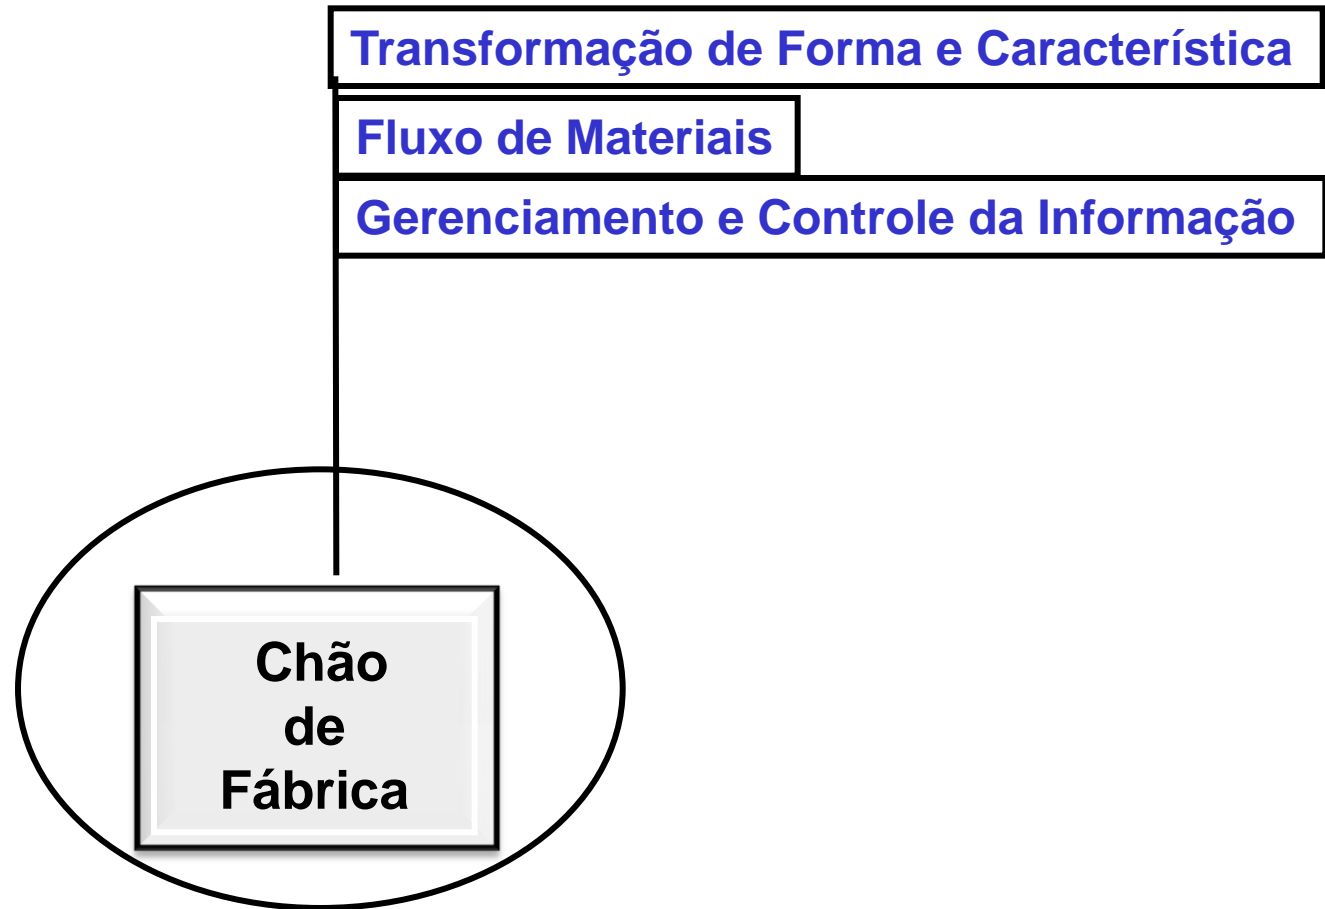 Transformação de Forma e Característica
Fluxo de Materiais
Gerenciamento e Controle da Informação
Chão
de
Fábrica